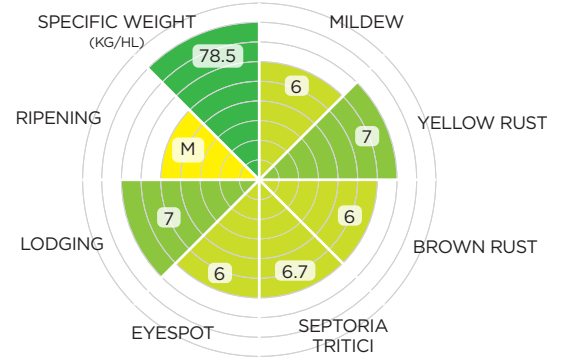 SPECIFIC WEIGHT
(KG/HL)
MILDEW
78.5
6
RIPENING
YELLOW RUST
M
7
7
6
LODGING
BROWN RUST
6
6.7
EYESPOT
SEPTORIA
TRITICI